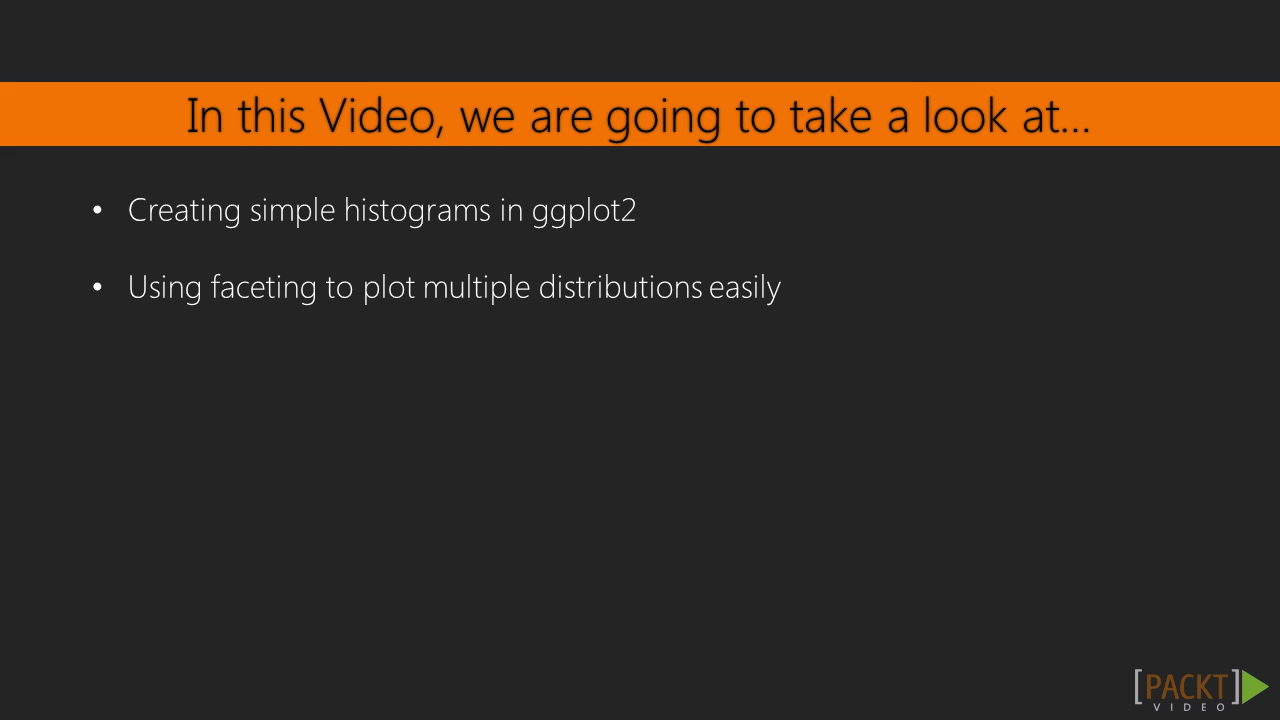 In this Video, we are going to take a look at...
• Creating simple histograms in ggplot2
• Using faceting to plot multiple distributions easily
[PACKT]
VIDEO